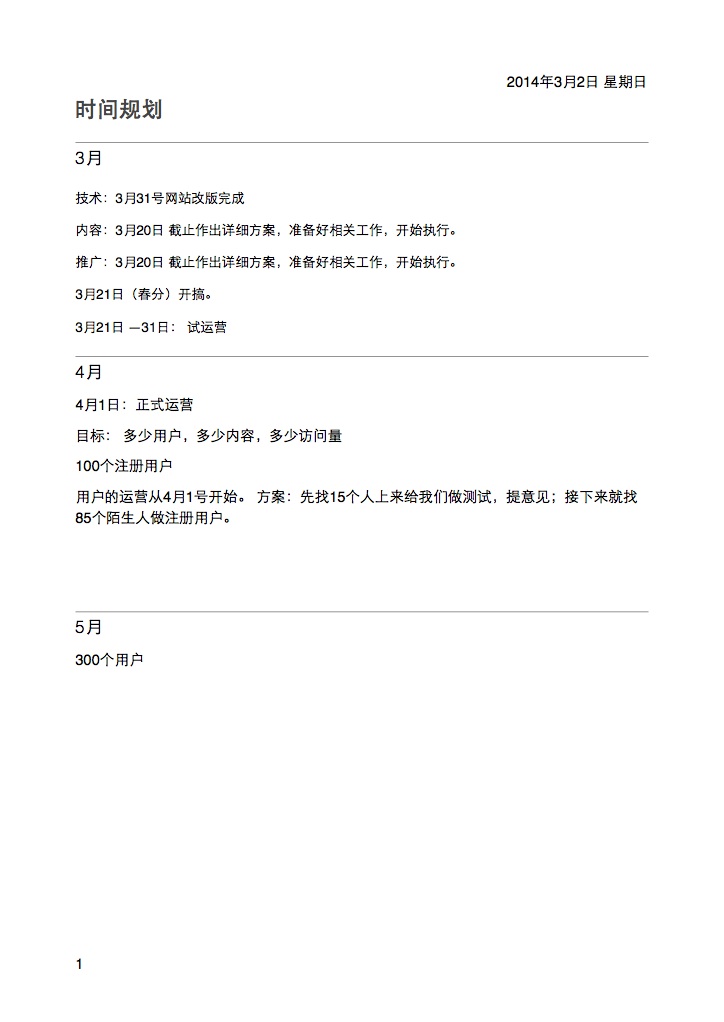 2014年3月2日 星期日
时间规划
3月
技术：3月31号网站改版完成
内容：3月20日 截止作出详细方案，准备好相关工作，开始执行。
推广：3月20日 截止作出详细方案，准备好相关工作，开始执行。
3月21日（春分）开搞。
3月21日 —31日： 试运营
4月
4月1日：正式运营
目标： 多少用户，多少内容，多少访问量
100个注册用户
用户的运营从4月1号开始。 方案：先找15个人上来给我们做测试，提意见；接下来就找
85个陌生人做注册用户。
5月
300个用户
1